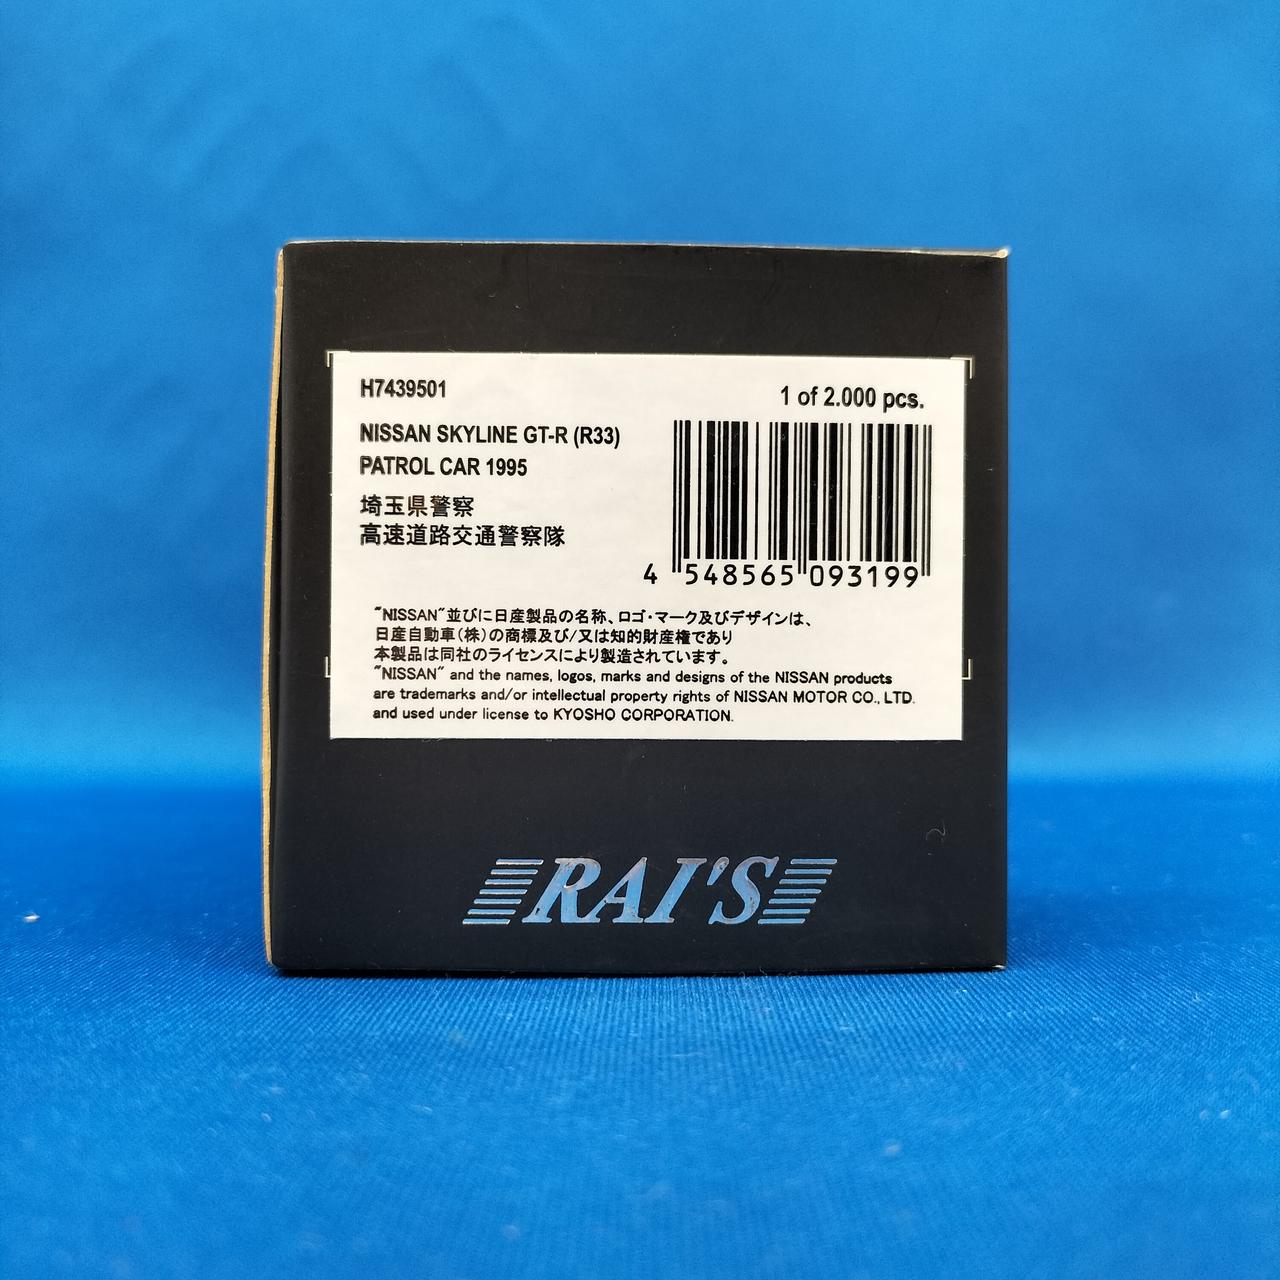 H7439501
1 of 2.000 pcs.
NISSAN SKYLINE GT-R (R33)
PATROL CAR 1995
埼玉県警察
高速道路交通警察隊
4 548565 093199
"NISSAN"並びに日産製品の名称、ロゴ・マーク及びデザインは、
日産自動車(株)の商標及び/又は知的財産権であり
本製品は同社のライセンスにより製造されています。
"NISSAN" and the names, logos, marks and designs of the NISSAN products
are trademarks and/or intellectual property rights of NISSAN MOTOR CO., LTD.
and used under license to KYOSHO CORPORATION.
RAI'S